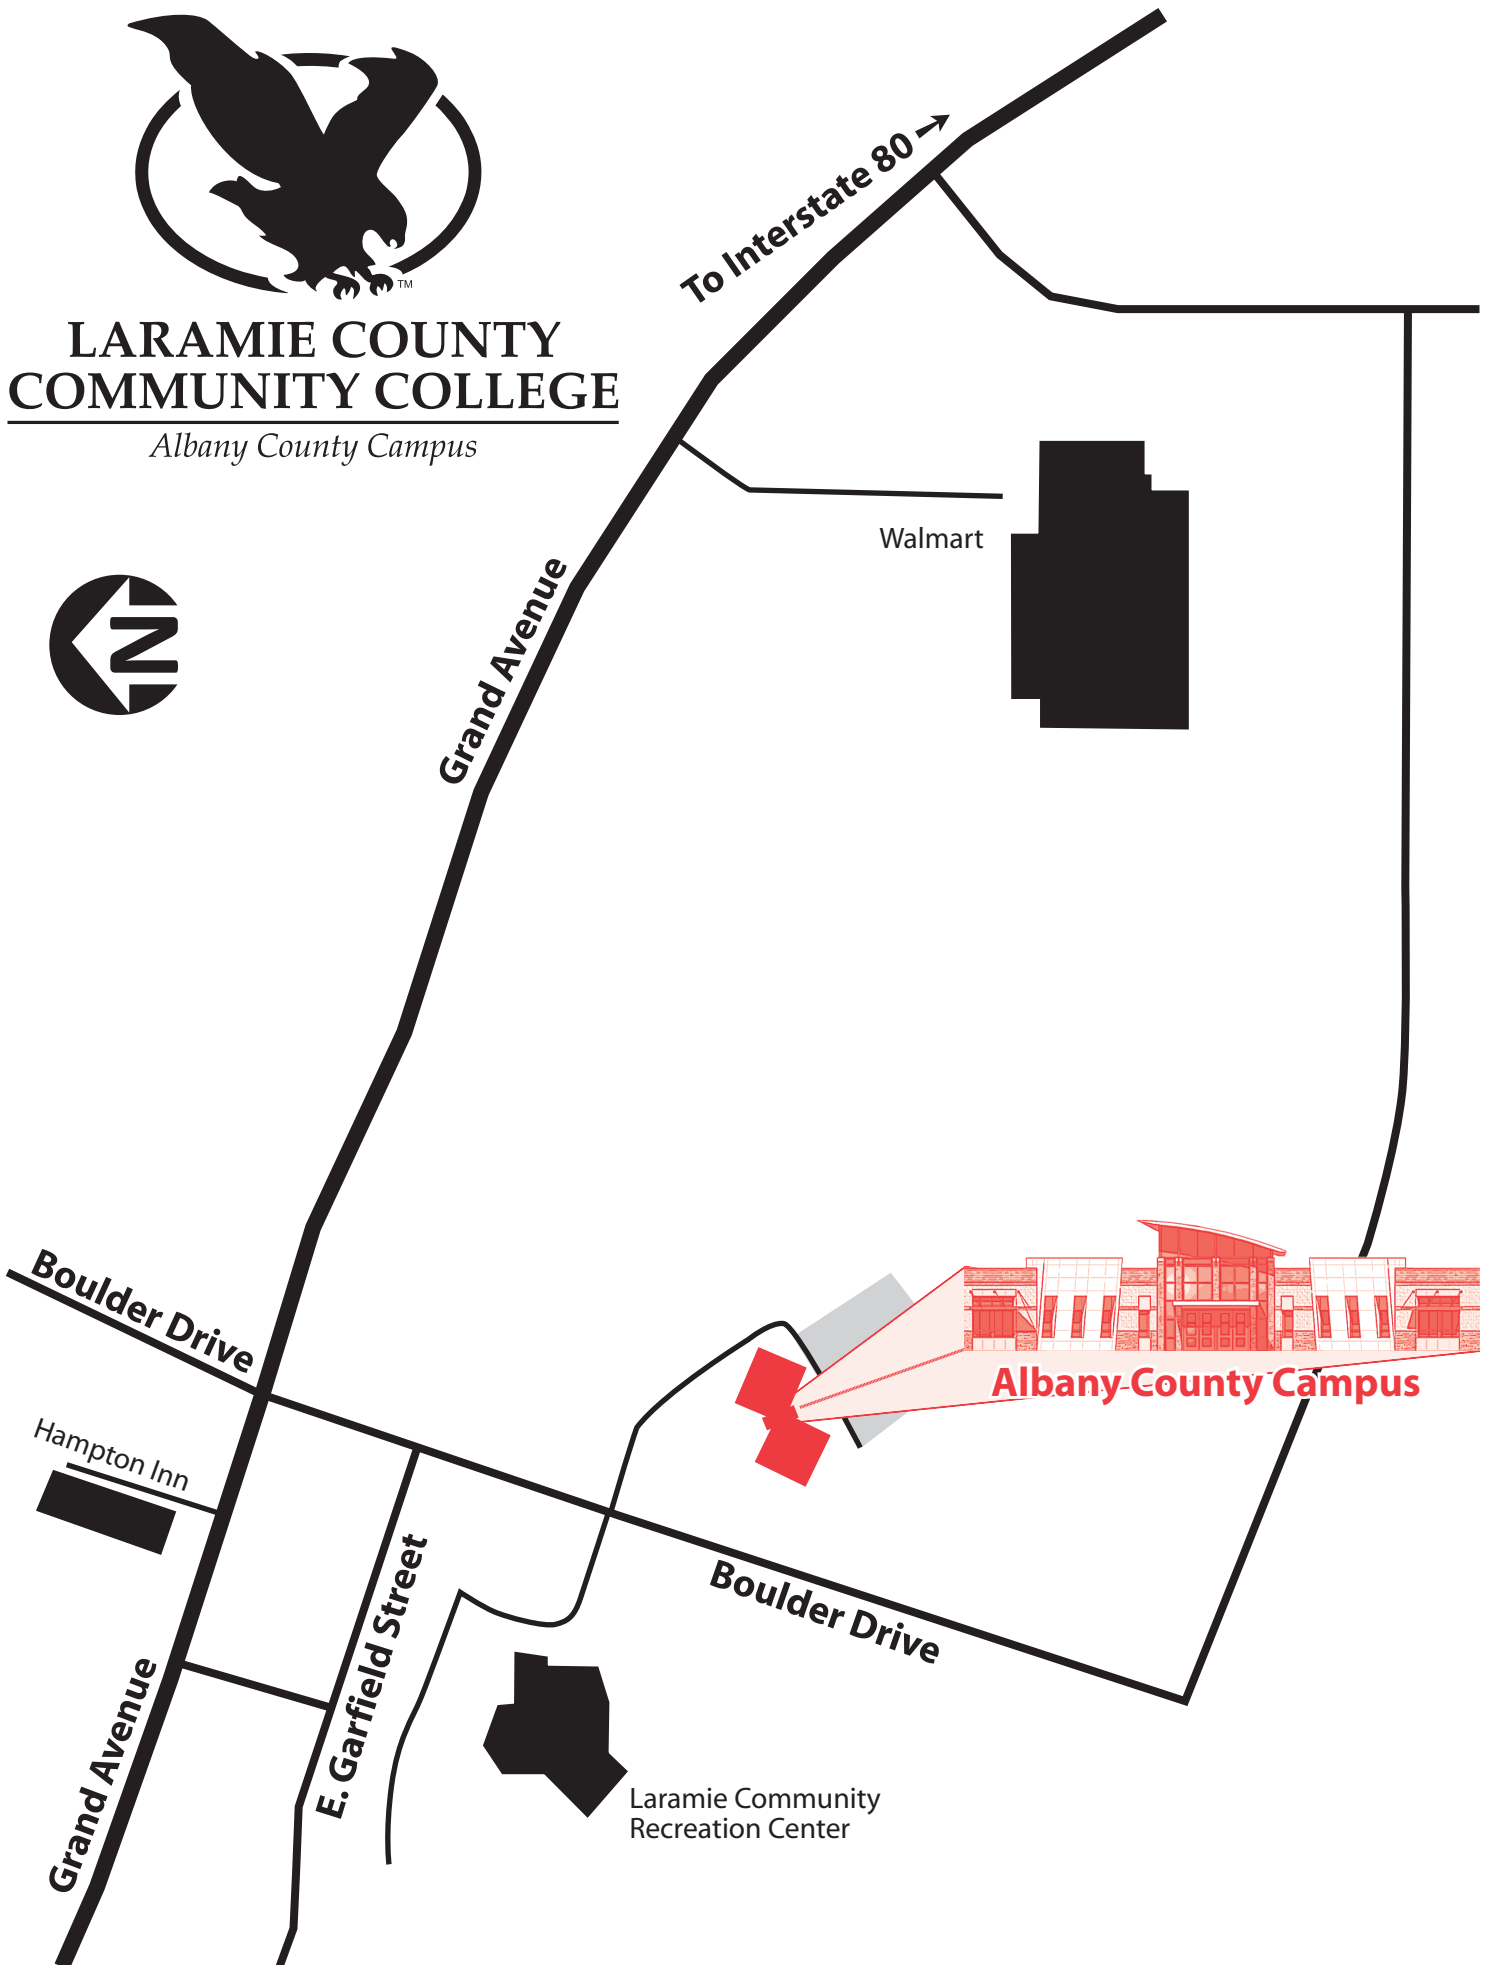 TM
LARAMIE COUNTY
COMMUNITY COLLEGE
Albany County Campus
To Interstate 80
Walmart
N
Grand Avenue
Boulder Drive
Albany County Campus
Hampton Inn
E. Garfield Street
Boulder Drive
Grand Avenue
Laramie Community
Recreation Center